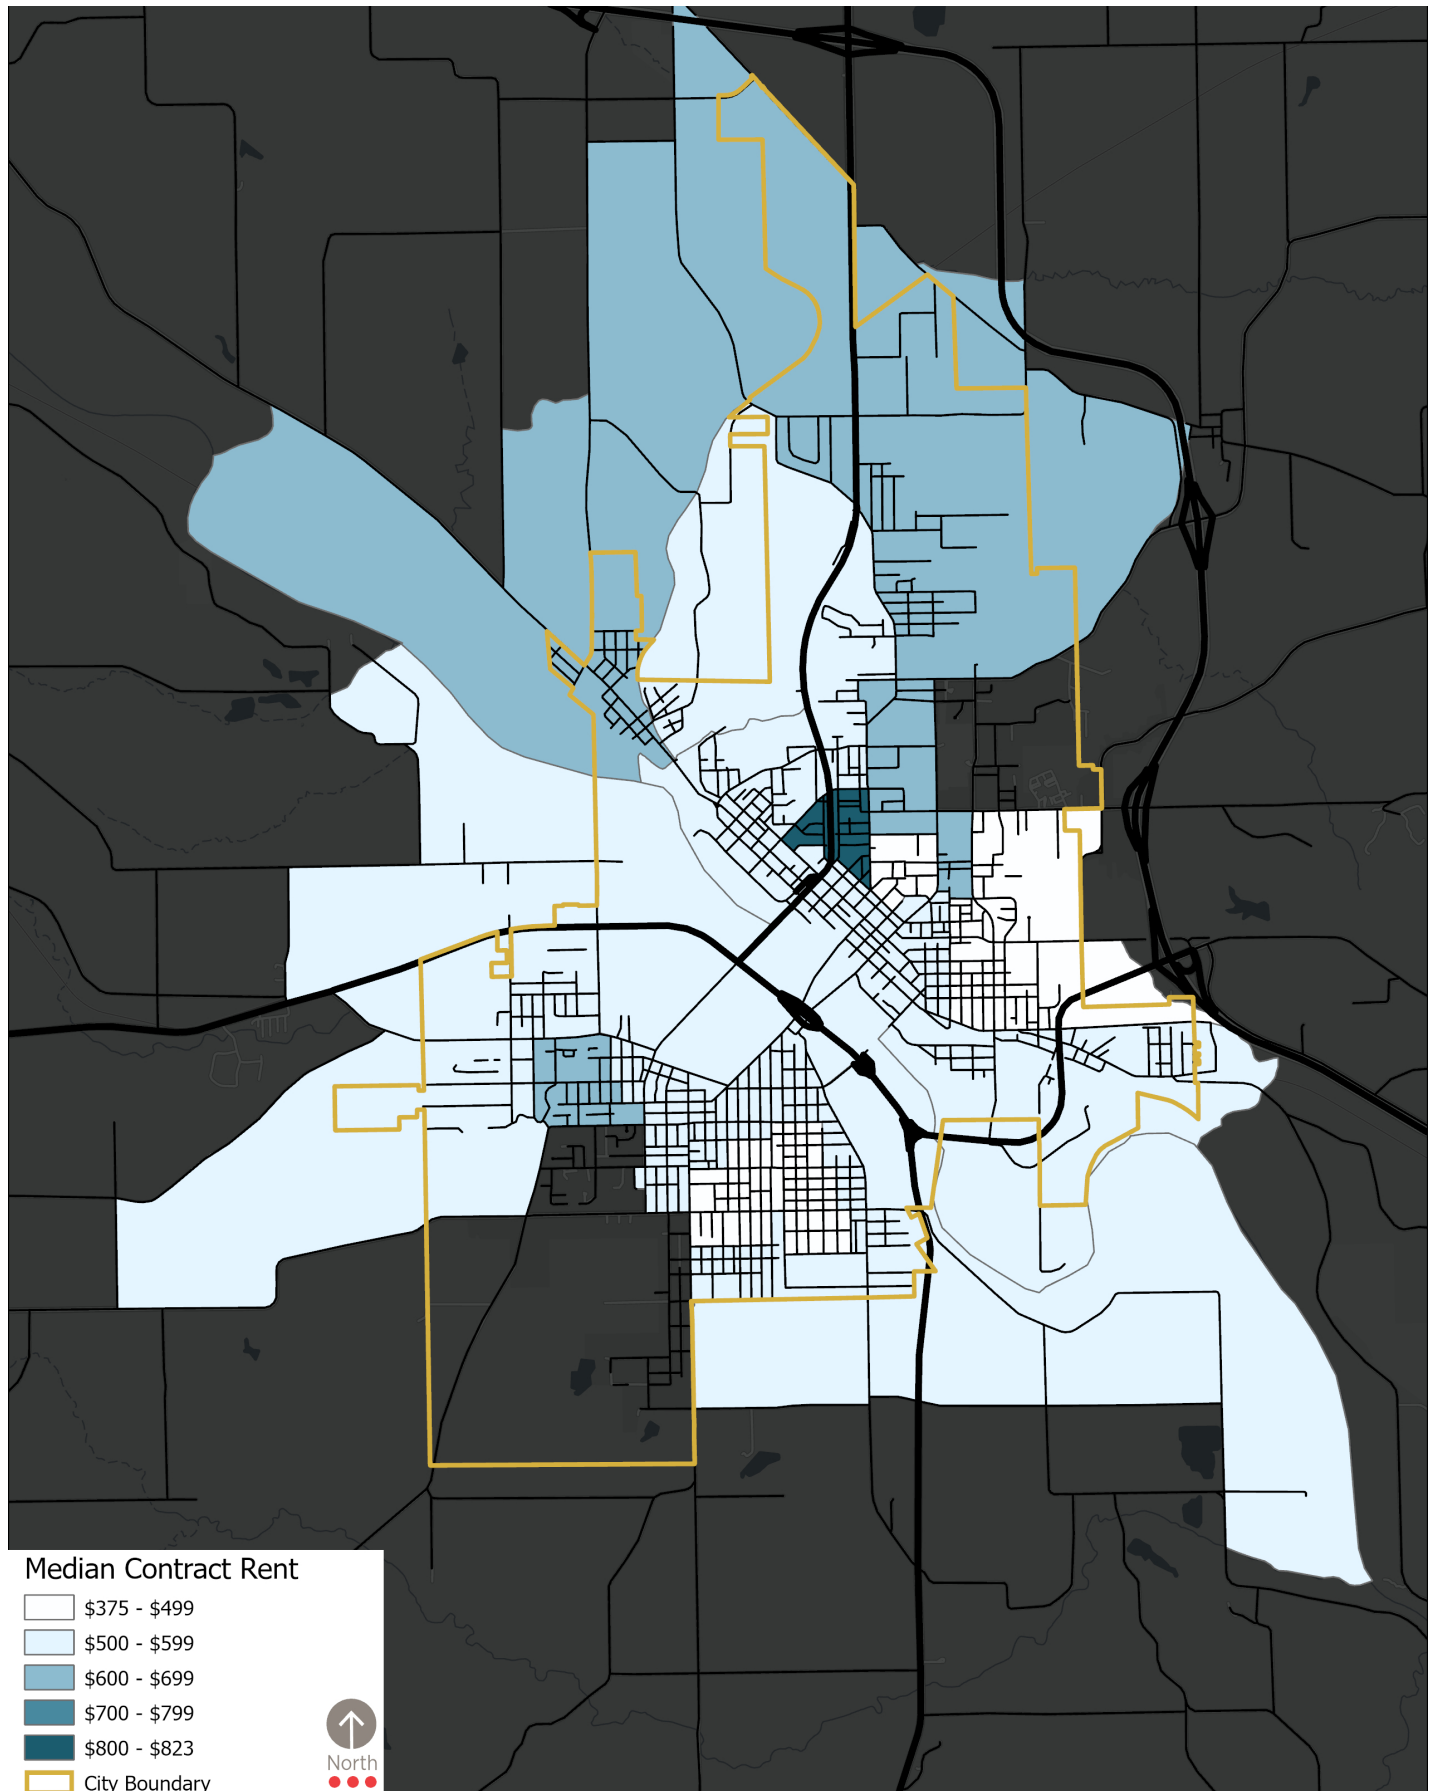 Median Contract Rent
$375 - $499
$500 - $599
$600 - $699
$700 - $799
$800 - $823
City Boundary
North